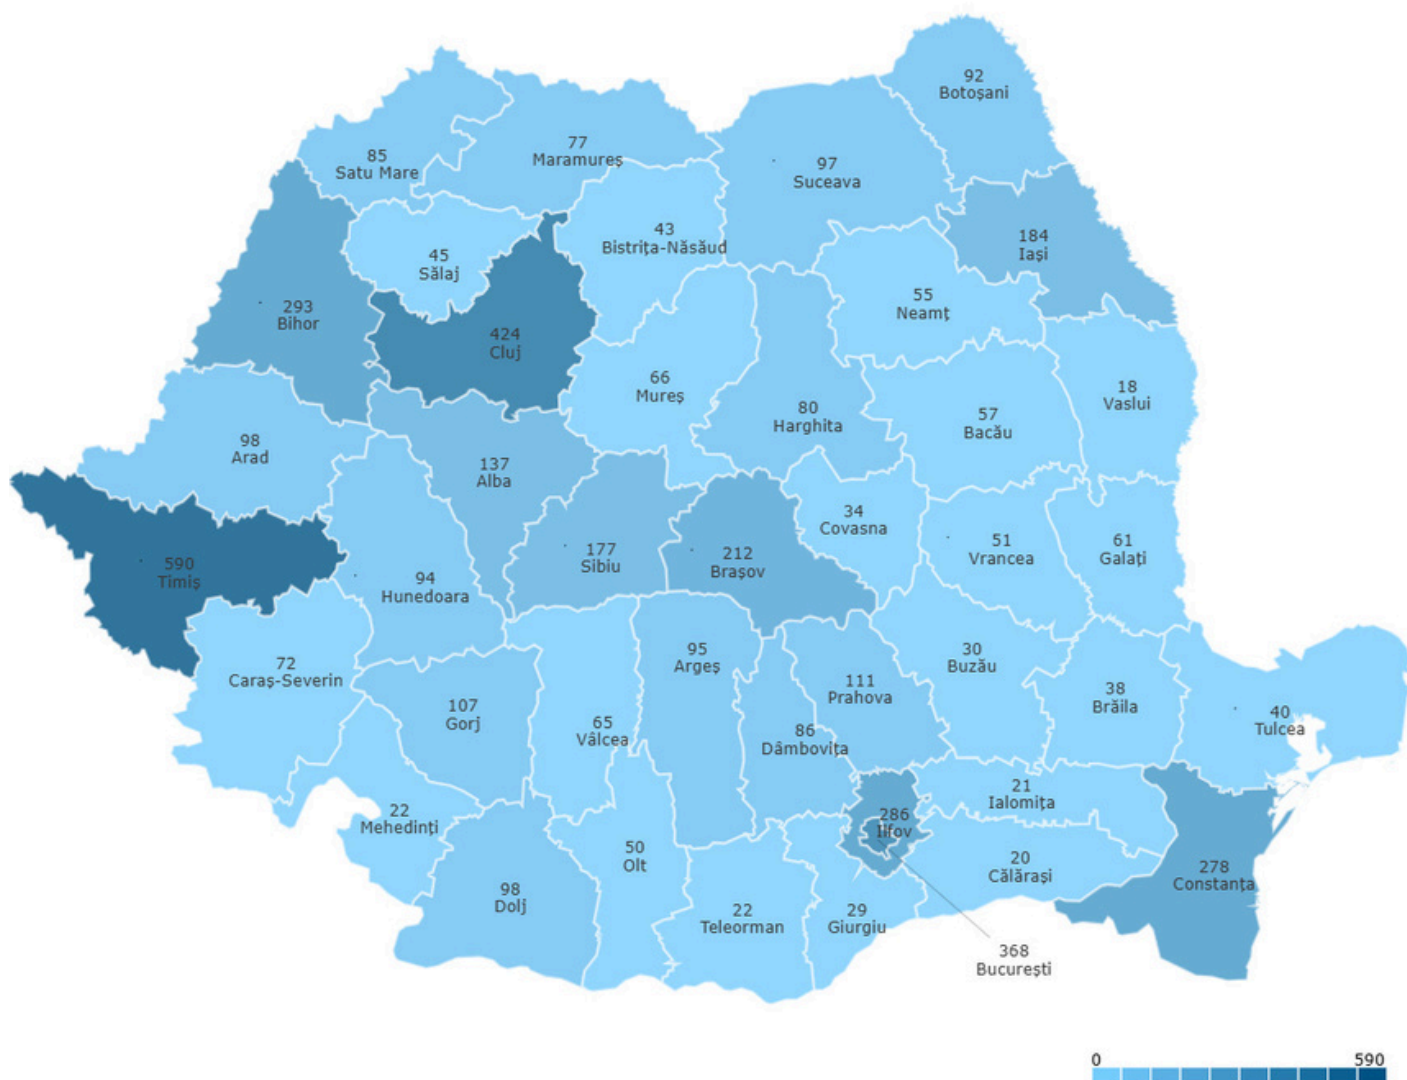 92
Botoșani
77
Maramureș
85
Satu Mare
97
Suceava
43
Bistrița-Năsăud
184
Iași
45
Sălaj
293
Bihor
424
Cluj
55
Neamț
66
Mureș
80
Harghita
57
Bacău
18
Vaslui
98
Arad
137
Alba
34
Covasna
51
Vrancea
61
Galați
590
Timiș
94
Hunedoara
177
Sibiu
212
Brașov
72
Caraș-Severin
107
Gorj
65
Vâlcea
95
Argeș
86
Dâmbovița
111
Prahova
30
Buzău
38
Brăila
40
Tulcea
22
Mehedinți
286
Ilfov
21
Ialomița
20
Călărași
278
Constanța
98
Dolj
50
Olt
22
Teleorman
29
Giurgiu
368
București
0 590